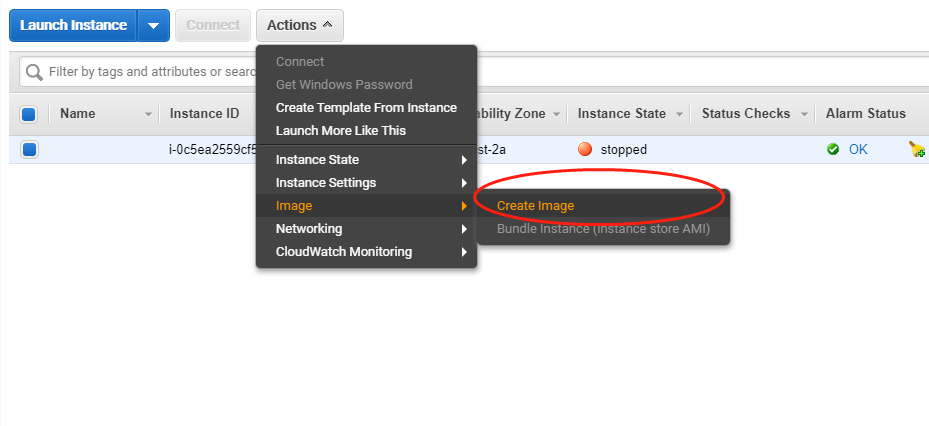 Launch Instance Connect Actions
Connect
Filter by tags and attributes or searc
Get Windows Password
Create Template From Instance
Name Instance ID ability Zone Instance State Status Checks Alarm Status
Launch More Like This
i-0c5ea2559cf5 st-2a stopped OK
Instance State
Instance Settings
Image Create Image
Networking Bundle Instance (instance store AMI)
CloudWatch Monitoring